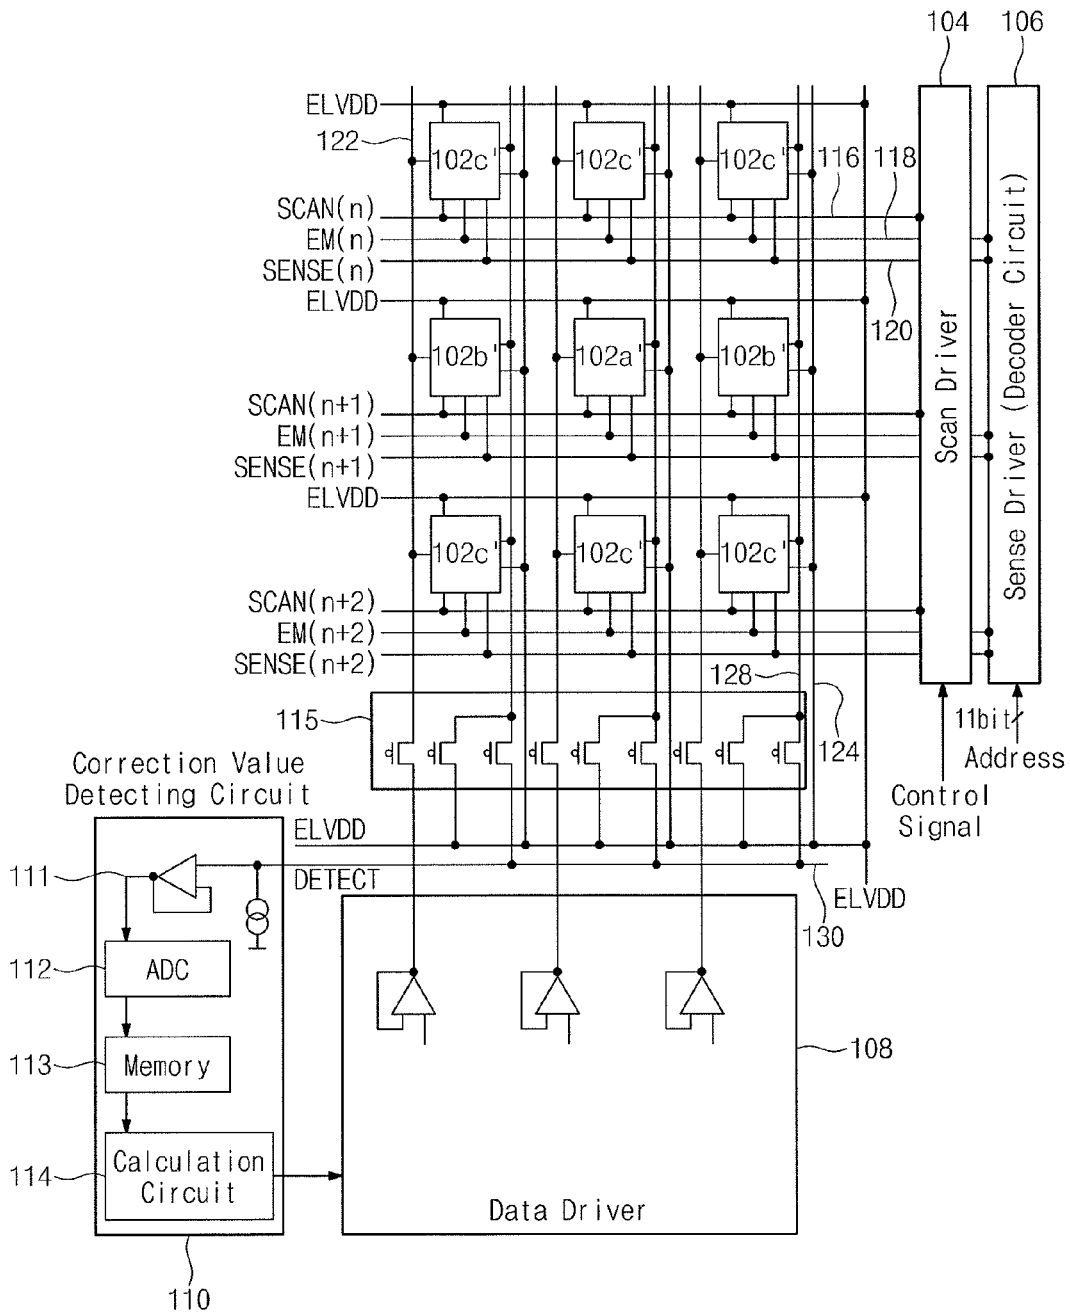 104 106
ELVDD
122
102c' 102c' 102c'
116 118
SCAN(n)
EM(n)
SENSE(n)
ELVDD
120
102b' 102a' 102b'
SCAN(n+1)
EM(n+1)
SENSE(n+1)
ELVDD
102c' 102c' 102c'
SCAN(n+2)
EM(n+2)
SENSE(n+2)
Scan Driver
Sense Driver (Decoder Circuit)
128
115
124
11bit
Address
Control
Signal
Correction Value
Detecting Circuit
ELVDD
111
DETECT
ELVDD
130
112
ADC
113
Memory
108
114
Calculation
Circuit
Data Driver
110